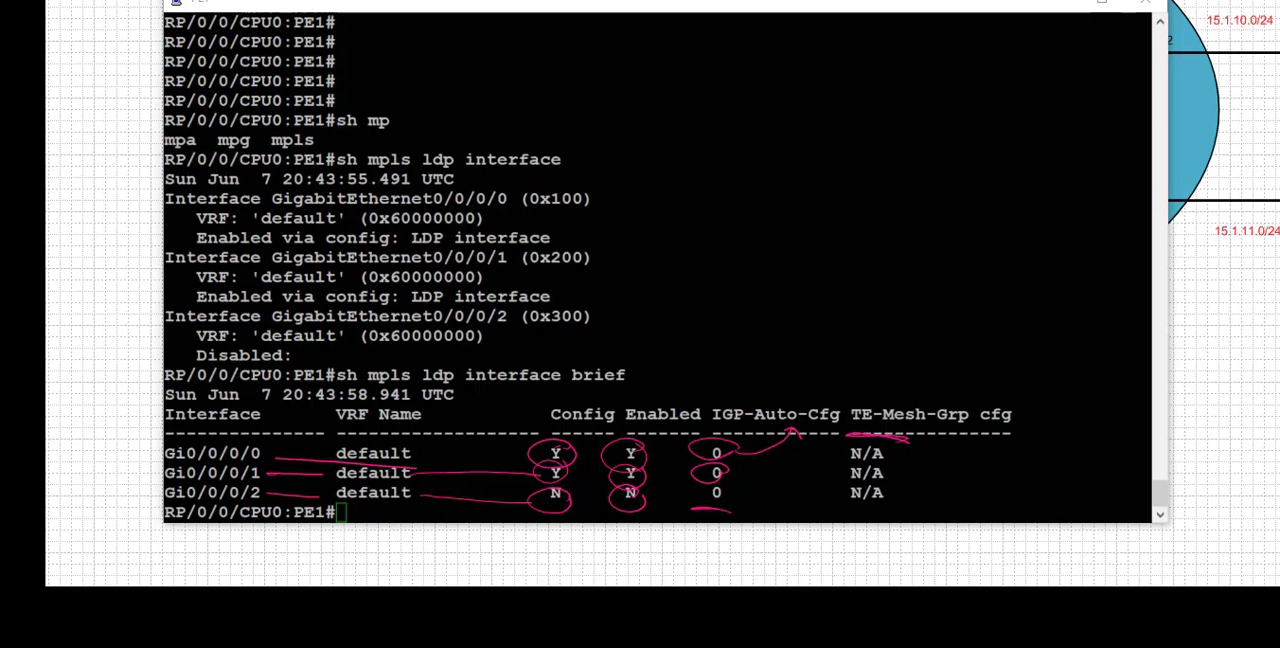 RP/0/0/CPU0:PE1#
RP/0/0/CPU0:PE1#
RP/0/0/CPU0:PE1#
RP/0/0/CPU0:PE1#
RP/0/0/CPU0:PE1#
RP/0/0/CPU0:PE1#sh mp
mpa  mpg  mpls
RP/0/0/CPU0:PE1#sh mpls ldp interface
Sun Jun  7 20:43:55.491 UTC
Interface GigabitEthernet0/0/0/0 (0x100)
   VRF: 'default' (0x60000000)
   Enabled via config: LDP interface
Interface GigabitEthernet0/0/0/1 (0x200)
   VRF: 'default' (0x60000000)
   Enabled via config: LDP interface
Interface GigabitEthernet0/0/0/2 (0x300)
   VRF: 'default' (0x60000000)
   Disabled:
RP/0/0/CPU0:PE1#sh mpls ldp interface brief
Sun Jun  7 20:43:58.941 UTC
Interface       VRF Name             Config Enabled IGP-Auto-Cfg TE-Mesh-Grp cfg
--------------- -------------------- ------ ------- ------------ ---------------
Gi0/0/0/0       default              Y      Y       0            N/A
Gi0/0/0/1       default              Y      Y       0            N/A
Gi0/0/0/2       default              N      N       0            N/A
RP/0/0/CPU0:PE1#
15.1.10.0/24
2
15.1.11.0/24